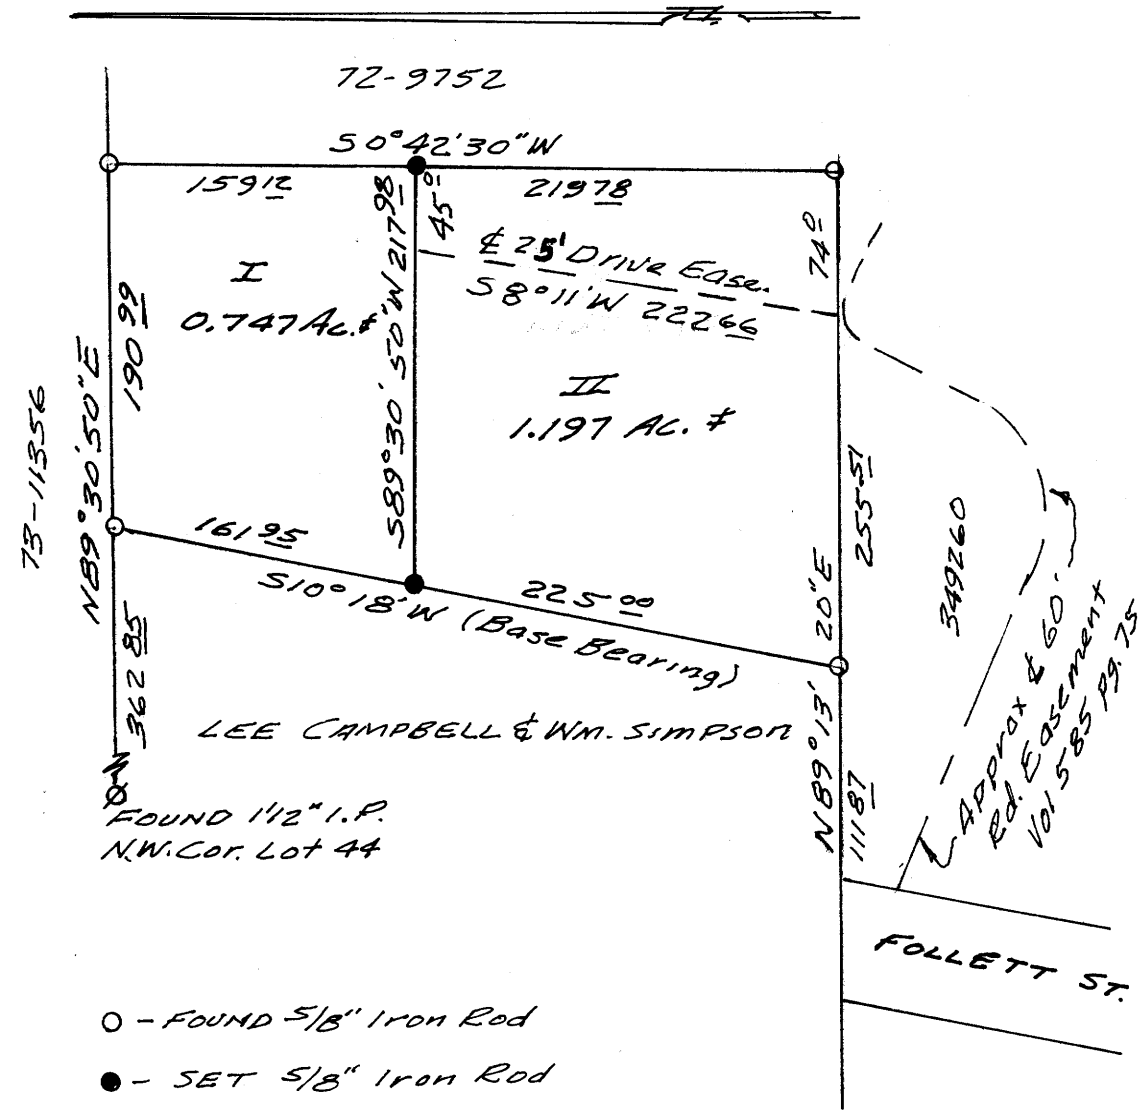 72-9752
S 0°42'30" W
159 12
219 78
S89°30'50" W 217 98
45 0
74 0
₵ 25' Drive Ease.
S 8°11' W 222 66
I
0.747 Ac.±
II
1.197 Ac. ±
190 99
N89°30'50" E
73-11356
161 95
S10°18' W (Base Bearing)
225 00
362 85
255 51
N89°13'20" E
111 87
349260
Approx ₵ 60'
Rd. Easement
Vol 585 Pg. 75
LEE CAMPBELL & Wm. SIMPSON
FOUND 1½" I.P.
N.W. Cor. Lot 44
FOLLETT ST.
- FOUND 5/8" Iron Rod
- SET 5/8" Iron Rod